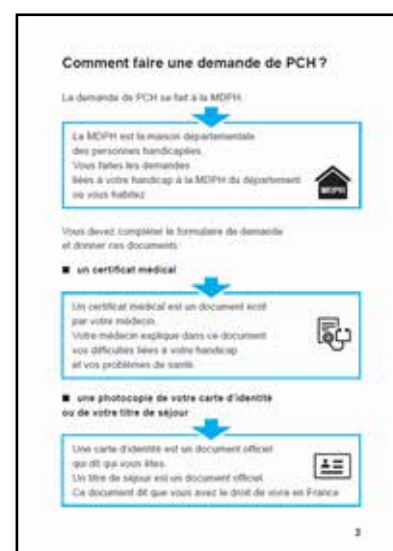 Comment faire une demande de PCH ?
La demande de PCH se fait à la MDPH.
La MDPH est la maison départementale
des personnes handicapées.
Vous faites les demandes
liées à votre handicap à la MDPH du département
où vous habitez.
MDPH
Vous devez compléter le formulaire de demande
et donner ces documents :
■ un certificat médical
Un certificat médical est un document écrit
par votre médecin.
Votre médecin explique dans ce document
vos difficultés liées à votre handicap
et vos problèmes de santé.
■ une photocopie de votre carte d'identité
ou de votre titre de séjour
Une carte d'identité est un document officiel
qui dit qui vous êtes.
Un titre de séjour est un document officiel.
Ce document dit que vous avez le droit de vivre en France.
3